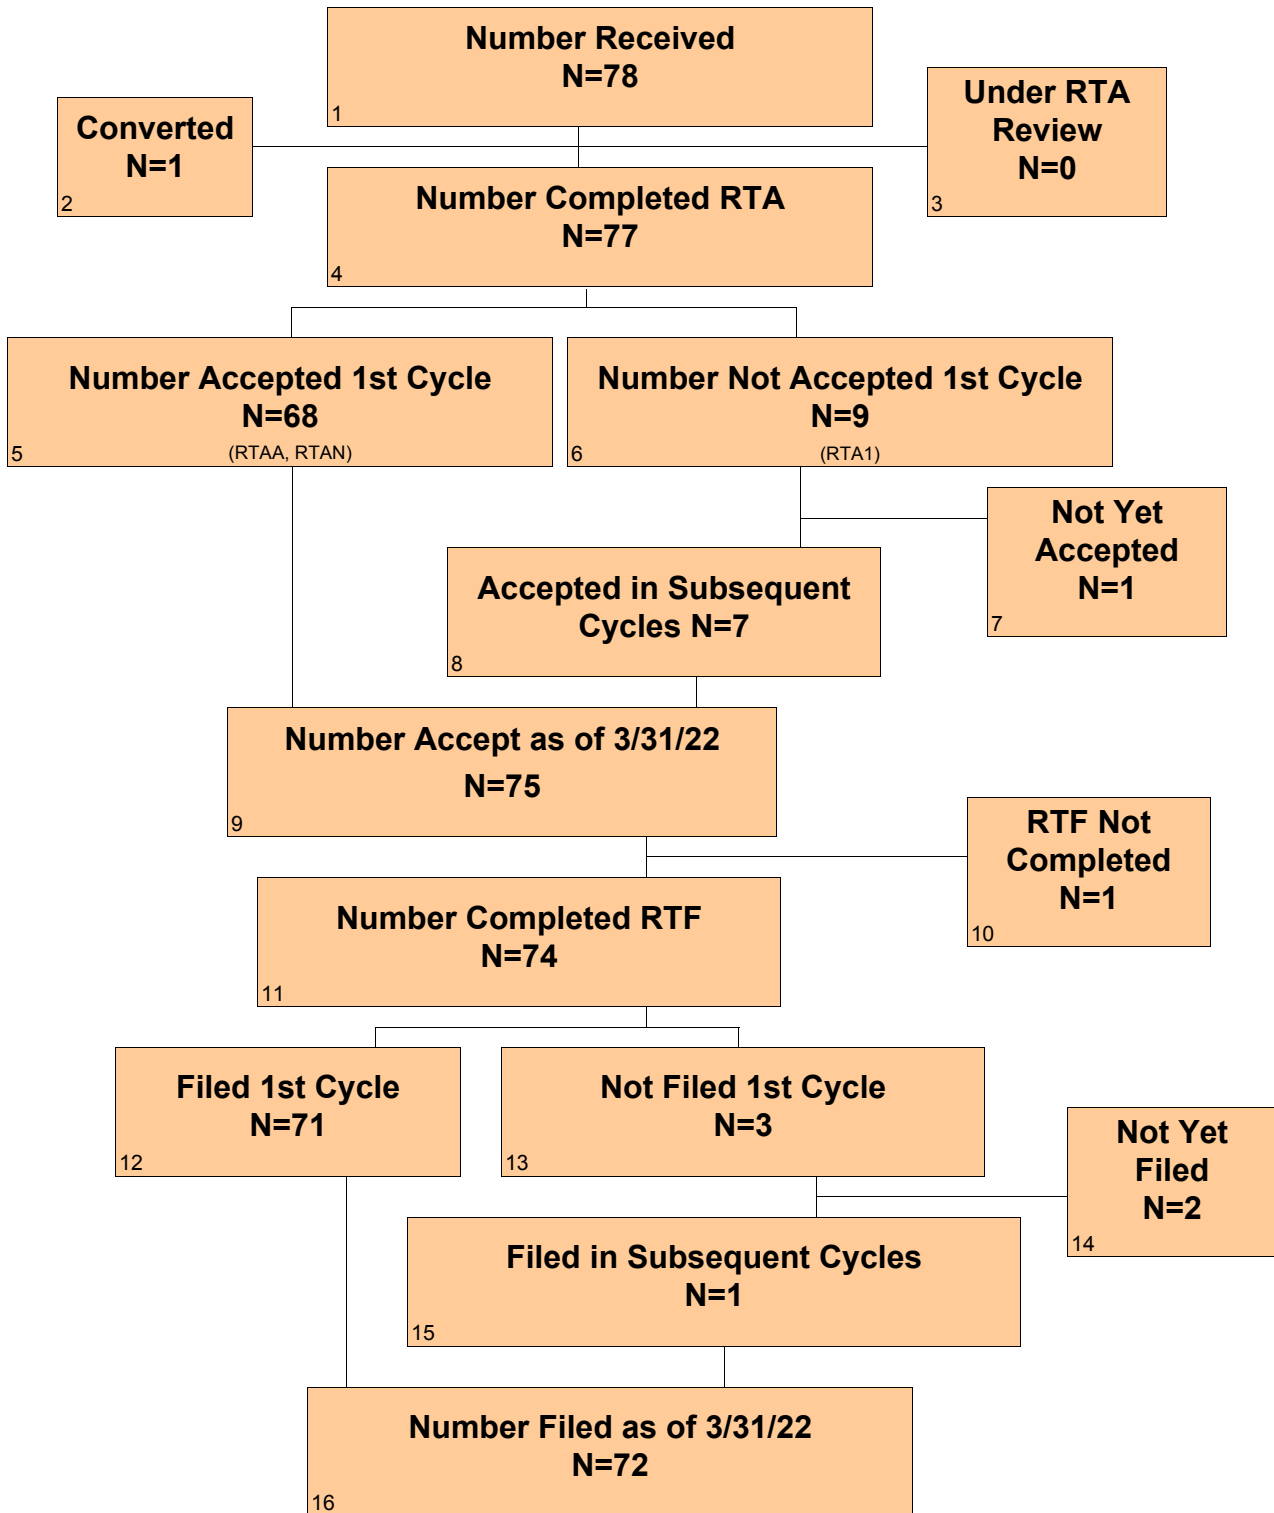 Number Received
N=78
1
Converted
N=1
2
Under RTA
Review
N=0
3
Number Completed RTA
N=77
4
Number Accepted 1st Cycle
N=68
(RTAA, RTAN)
5
Number Not Accepted 1st Cycle
N=9
(RTA1)
6
Not Yet
Accepted
N=1
7
Accepted in Subsequent
Cycles N=7
8
Number Accept as of 3/31/22
N=75
9
RTF Not
Completed
N=1
10
Number Completed RTF
N=74
11
Filed 1st Cycle
N=71
12
Not Filed 1st Cycle
N=3
13
Not Yet
Filed
N=2
14
Filed in Subsequent Cycles
N=1
15
Number Filed as of 3/31/22
N=72
16